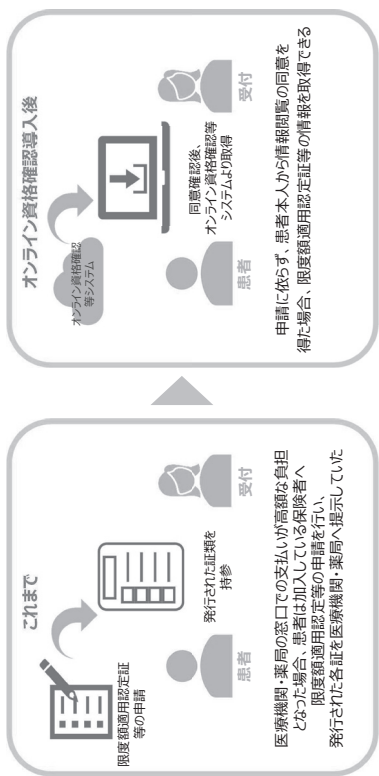 これまで
限度額適用認定証
等の申請
発行された証類を
持参
患者
受付
医療機関・薬局の窓口での支払いが高額な負担
となった場合、患者は加入している保険者へ
限度額適用認定等の申請を行い、
発行された各証を医療機関・薬局へ提示していた
オンライン資格確認導入後
オンライン資格確認
等システム
同意確認後、
オンライン資格確認等
システムより取得
患者
受付
申請に依らず、患者本人から情報閲覧の同意を
得た場合、限度額適用認定証等の情報を取得できる